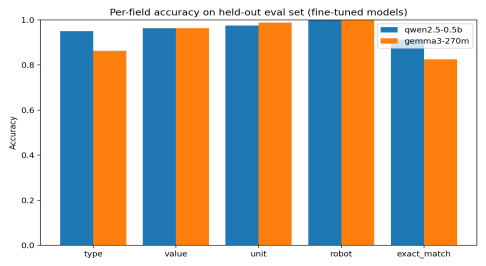 Per-field accuracy on held-out eval set (fine-tuned models)
qwen2.5-0.5b
gemma3-270m
Accuracy
1.0
0.8
0.6
0.4
0.2
0.0
type value unit robot exact_match